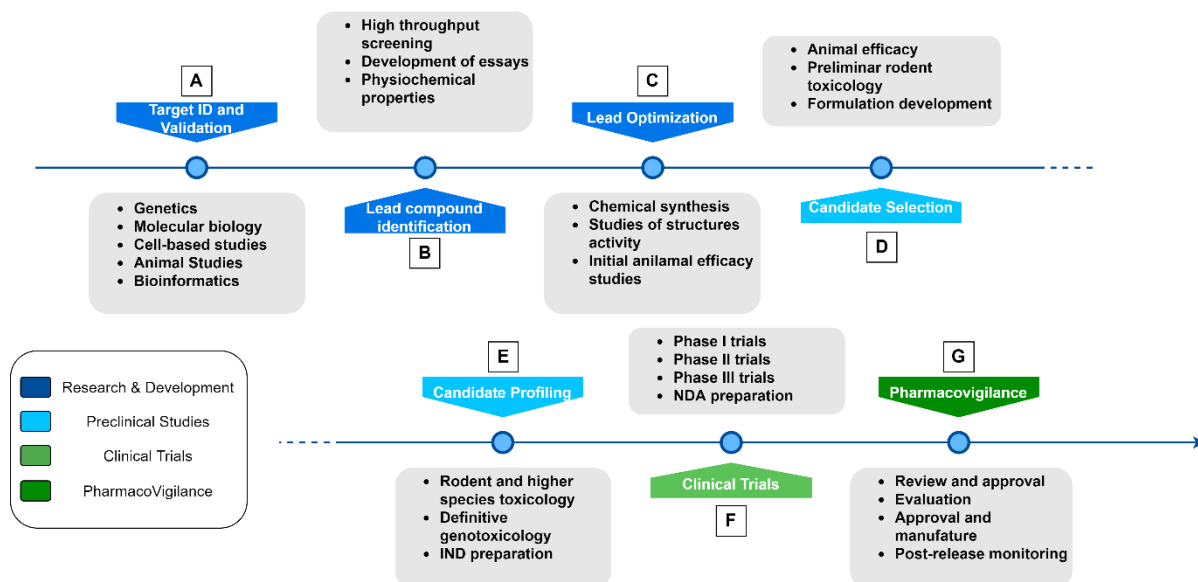 A
Target ID and
Validation
• Genetics
• Molecular biology
• Cell-based studies
• Animal Studies
• Bioinformatics
• High throughput
screening
• Development of essays
• Physiochemical
properties
Lead compound
identification
B
C
Lead Optimization
• Chemical synthesis
• Studies of structures
activity
• Initial anilamal efficacy
studies
• Animal efficacy
• Preliminar rodent
toxicology
• Formulation development
Candidate Selection
D
Research & Development
Preclinical Studies
Clinical Trials
PharmacoVigilance
E
Candidate Profiling
• Rodent and higher
species toxicology
• Definitive
genotoxicology
• IND preparation
• Phase I trials
• Phase II trials
• Phase III trials
• NDA preparation
Clinical Trials
F
G
Pharmacovigilance
• Review and approval
• Evaluation
• Approval and
manufature
• Post-release monitoring